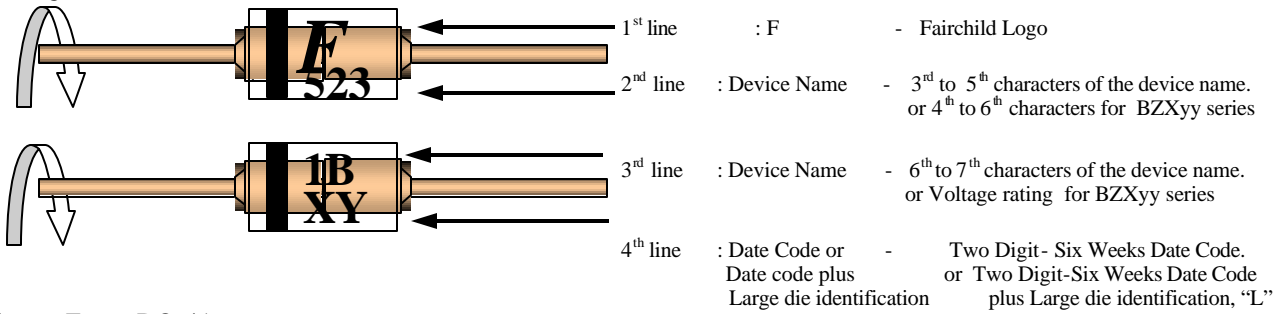 F
523
1st line : F - Fairchild Logo
2nd line : Device Name - 3rd to 5th characters of the device name.
or 4th to 6th characters for BZXyy series
1B
XY
3rd line : Device Name - 6th to 7th characters of the device name.
or Voltage rating for BZXyy series
4th line : Date Code or - Two Digit- Six Weeks Date Code.
Date code plus or Two Digit-Six Weeks Date Code
Large die identification plus Large die identification, “L”